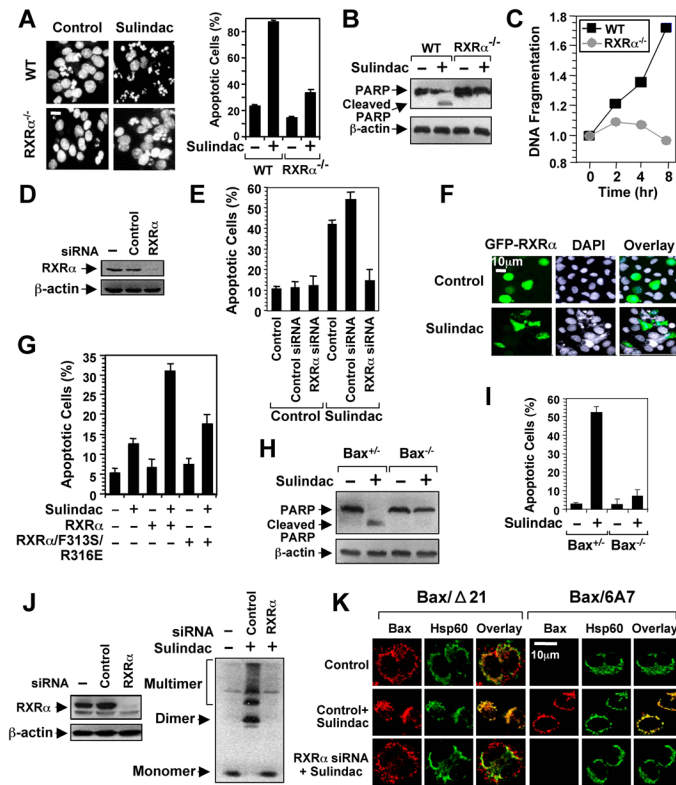 A
Control Sulindac
WT
RXRα-/-
Apoptotic Cells (%)
80
60
40
20
0
Sulindac – + – +
WT RXRα-/-
B
WT RXRα-/-
Sulindac
– + – +
PARP
Cleaved
PARP
β-actin
C
DNA Fragmentation
1.8
1.6
1.4
1.2
1.0
0.8
WT
RXRα-/-
0 2 4 8
Time (hr)
D
siRNA – Control RXRα
RXRα
β-actin
E
Apoptotic Cells (%)
60
50
40
30
20
10
0
Control
Control siRNA
RXRα siRNA
Control
Control siRNA
RXRα siRNA
Control Sulindac
F
GFP-RXRα DAPI Overlay
10μm
Control
Sulindac
G
Apoptotic Cells (%)
35
30
25
20
15
10
5
0
Sulindac – + – + – +
RXRα – – + + – –
RXRα/F313S/ – – – – + +
R316E
H
Bax+/- Bax-/-
Sulindac – + – +
PARP
Cleaved
PARP
β-actin
I
Apoptotic Cells (%)
60
50
40
30
20
10
0
Sulindac – + – +
Bax+/- Bax-/-
J
siRNA – Control RXRα
RXRα
β-actin
siRNA – Control RXRα
Sulindac – + +
Multimer
Dimer
Monomer
K
Bax/Δ21 Bax/6A7
Bax Hsp60 Overlay Bax Hsp60 Overlay
10μm
Control
Control+
Sulindac
RXRα siRNA
+ Sulindac